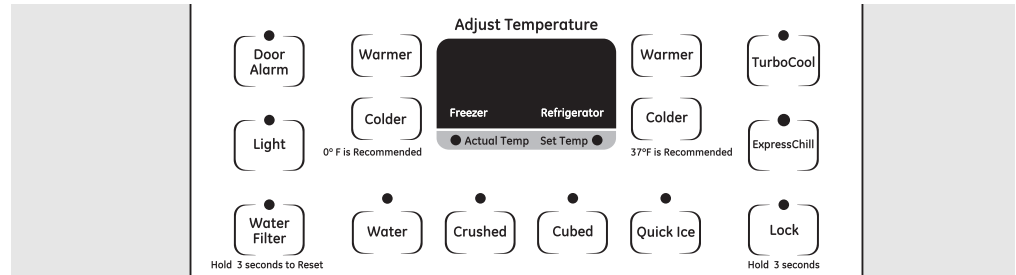 Adjust Temperature
Door
Alarm
Warmer
Warmer
TurboCool
Freezer Refrigerator
Colder
Colder
Actual Temp Set Temp
Light
ExpressChill
0° F is Recommended
37°F is Recommended
Water
Filter
Water
Crushed
Cubed
Quick Ice
Lock
Hold 3 seconds to Reset
Hold 3 seconds